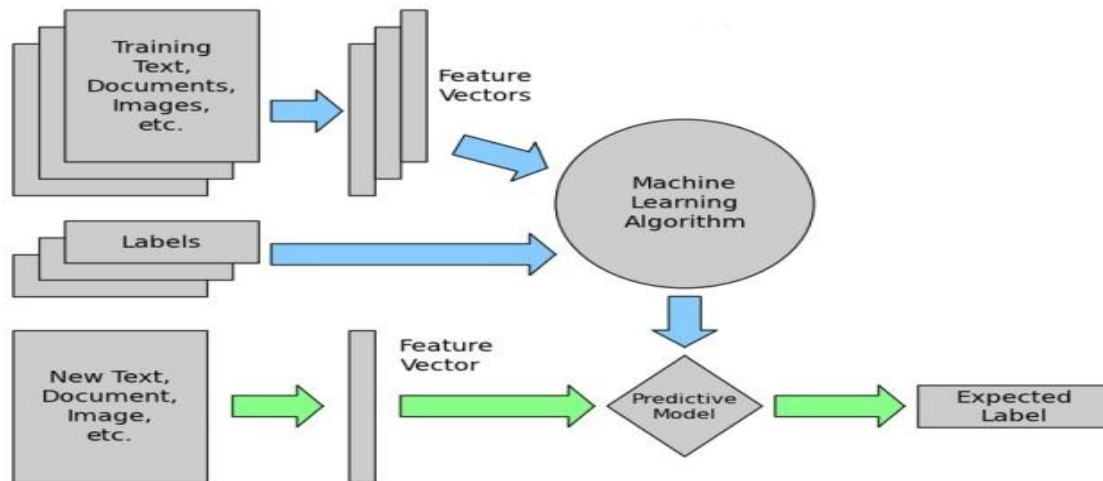 Training
Text,
Documents,
Images,
etc.
Feature
Vectors
Machine
Learning
Algorithm
Labels
New Text,
Document,
Image,
etc.
Feature
Vector
Predictive
Model
Expected
Label